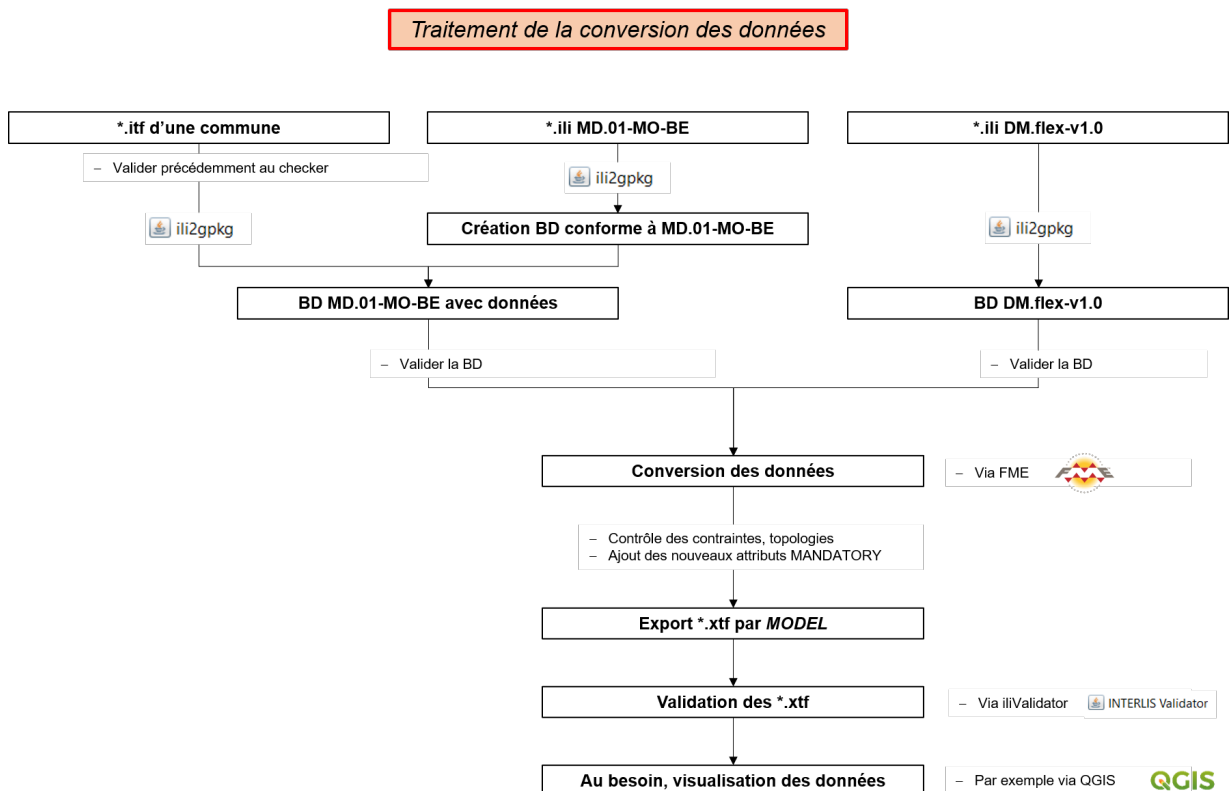 Traitement de la conversion des données
*.itf d'une commune
*.ili MD.01-MO-BE
*.ili DM.flex-v1.0
– Valider précédemment au checker
ili2gpkg
ili2gpkg
ili2gpkg
Création BD conforme à MD.01-MO-BE
BD MD.01-MO-BE avec données
BD DM.flex-v1.0
– Valider la BD
– Valider la BD
Conversion des données
– Via FME
FME
– Contrôle des contraintes, topologies
– Ajout des nouveaux attributs MANDATORY
Export *.xtf par MODEL
Validation des *.xtf
– Via iliValidator
INTERLIS Validator
Au besoin, visualisation des données
– Par exemple via QGIS
QGIS